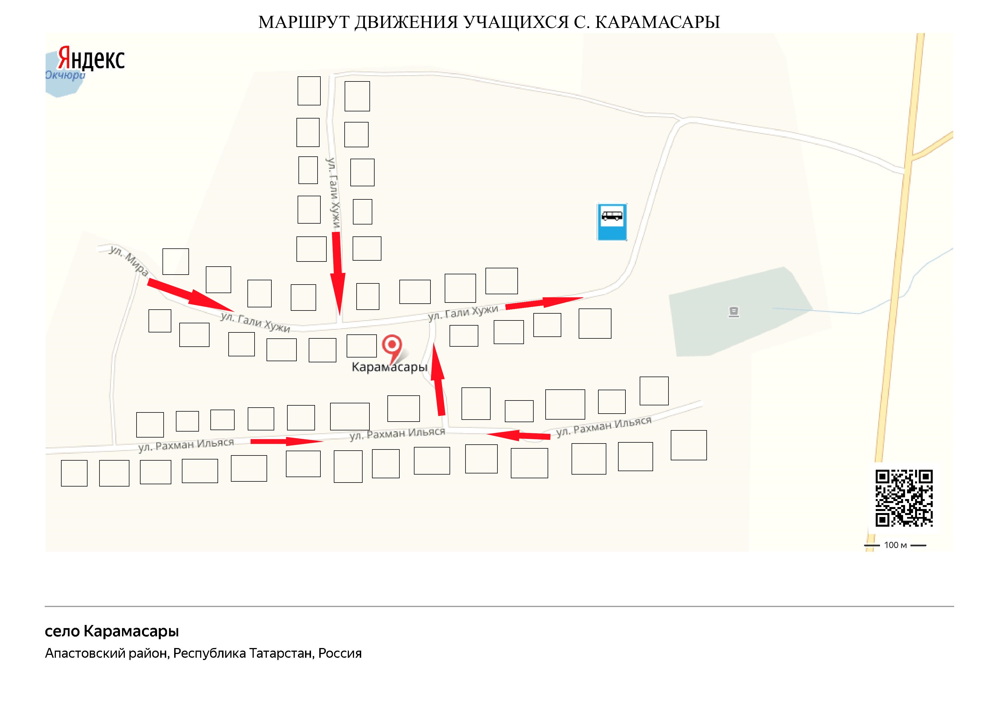 МАРШРУТ ДВИЖЕНИЯ УЧАЩИХСЯ С. КАРАМАСАРЫ
Яндекс
Окчюра
ул. Гали Хужи
ул. Мира
ул. Гали Хужи
ул. Гали Хужи
Карамасары
ул. Рахман Ильяся
ул. Рахман Ильяся
ул. Рахман Ильяся
100 м
село Карамасары
Апастовский район, Республика Татарстан, Россия